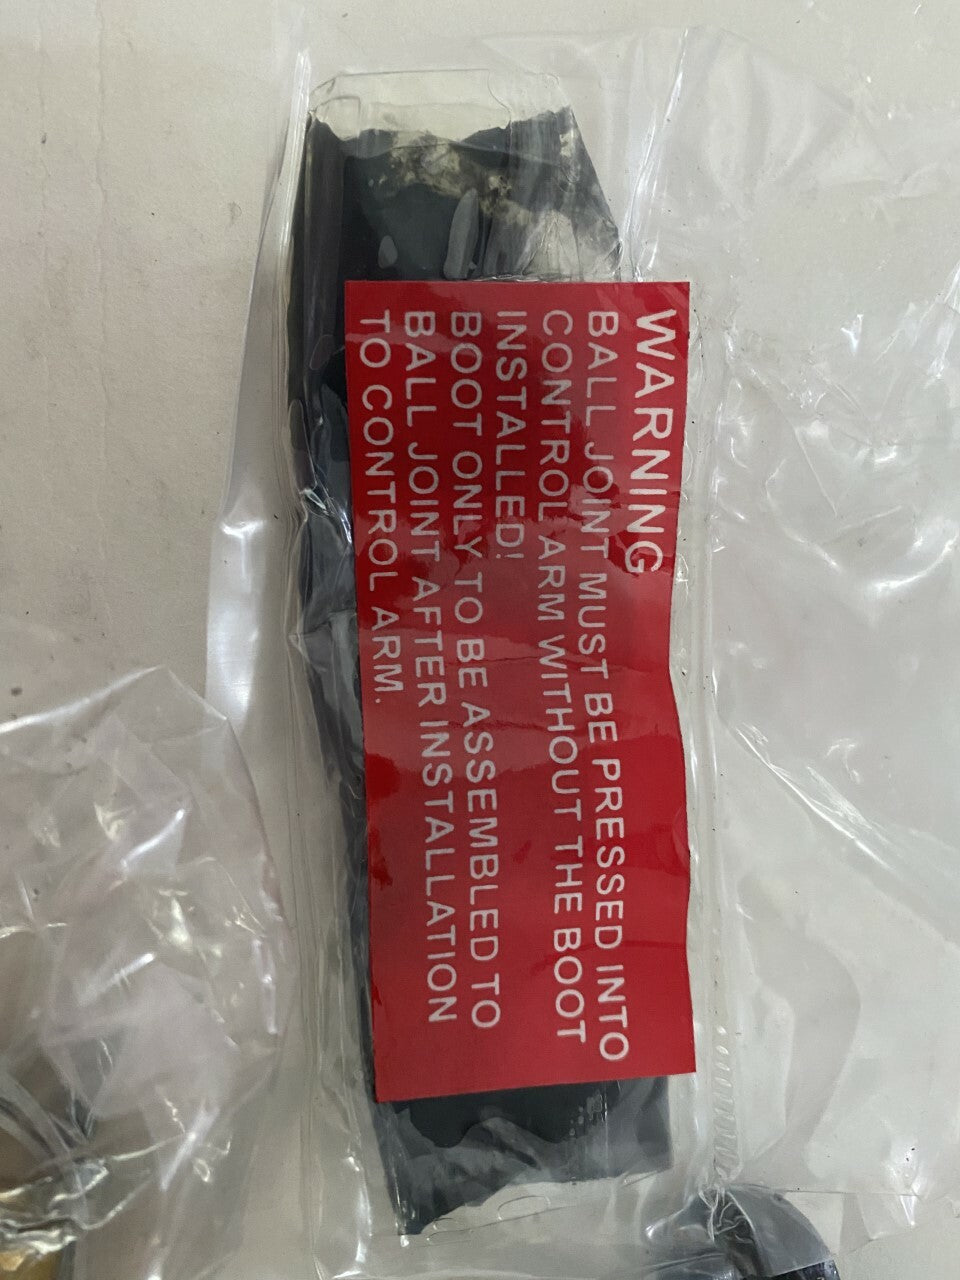 WARNING
BALL JOINT MUST BE PRESSED INTO
CONTROL ARM WITHOUT THE BOOT
INSTALLED!
BOOT ONLY TO BE ASSEMBLED TO
BALL JOINT AFTER INSTALLATION
TO CONTROL ARM.